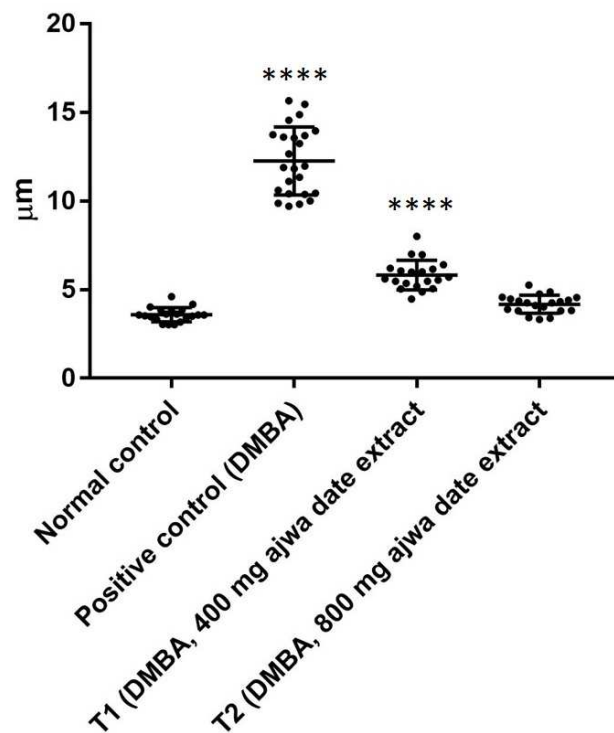 20
15
10
5
0
μm
****
****
Normal control
Positive control (DMBA)
T1 (DMBA, 400 mg ajwa date extract
T2 (DMBA, 800 mg ajwa date extract